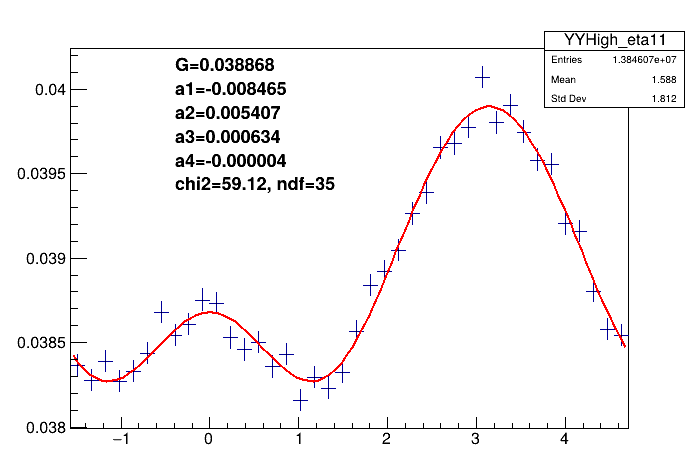 YYHigh_eta11
Entries 1.384607e+07
Mean 1.588
Std Dev 1.812
G=0.038868
a1=-0.008465
a2=0.005407
a3=0.000634
a4=-0.000004
chi2=59.12, ndf=35
0.04
0.0395
0.039
0.0385
0.038
−1 0 1 2 3 4